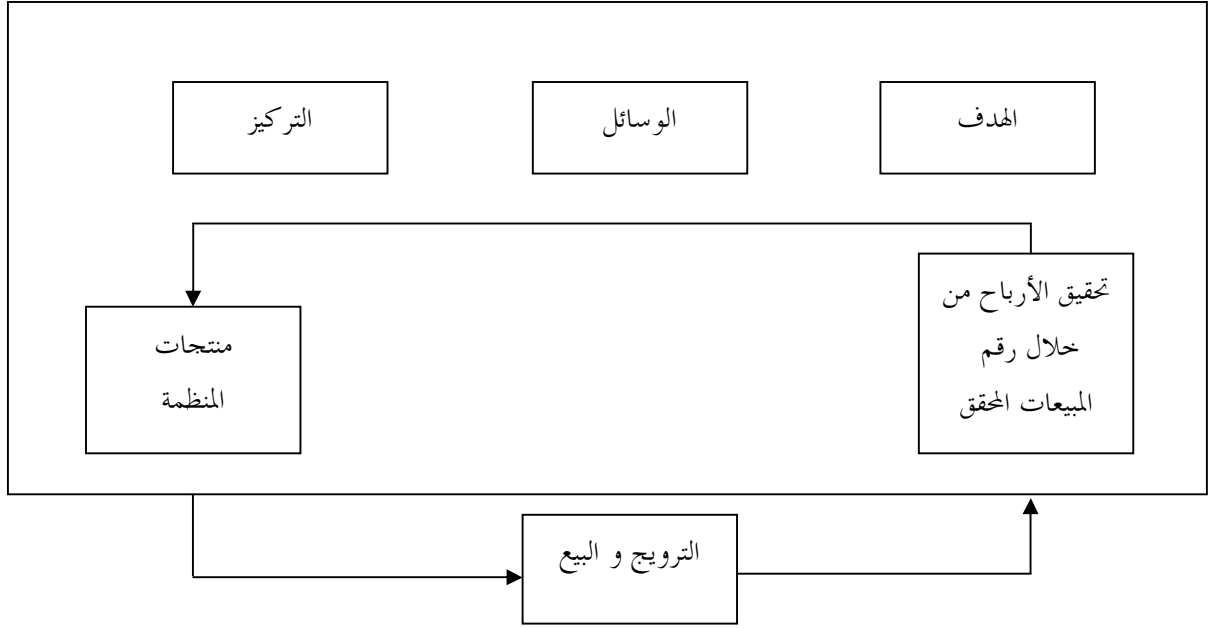 الهدف
الوسائل
التركيز
تحقيق الأرباح من
خلال رقم
المبيعات المحقق
منتجات
المنظمة
الترويج و البيع